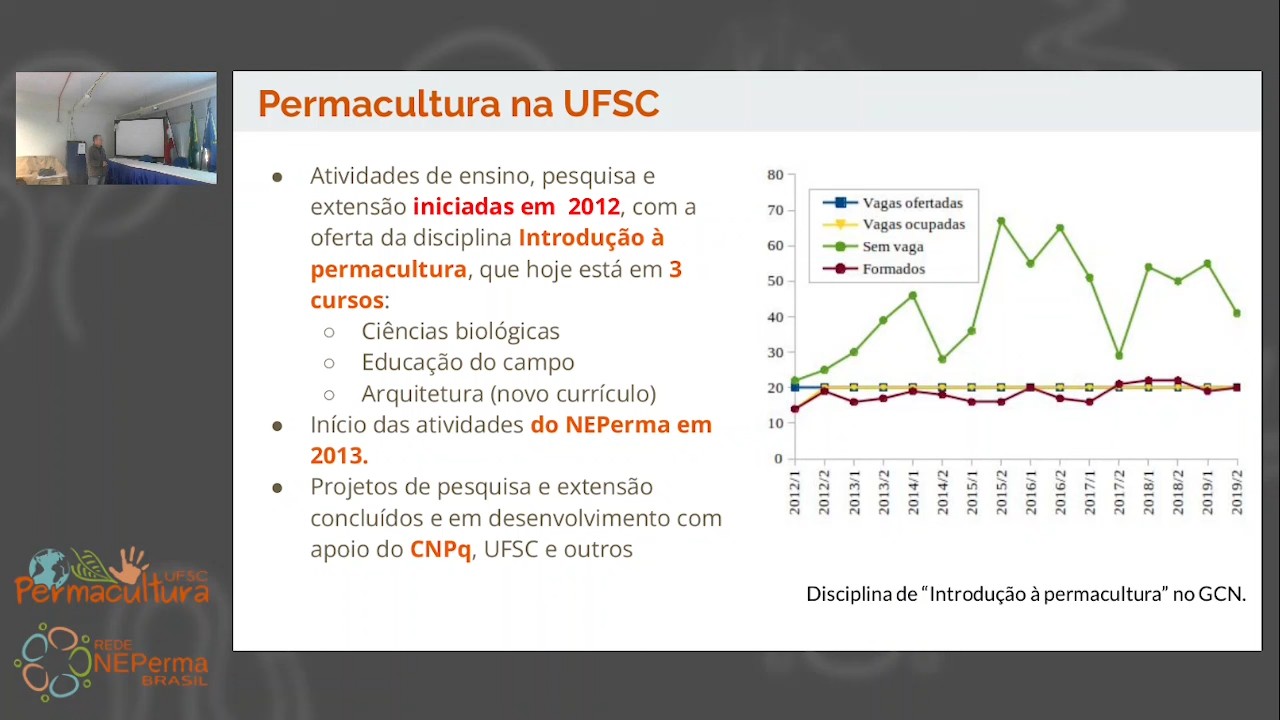 Permacultura na UFSC
● Atividades de ensino, pesquisa e
extensão iniciadas em 2012, com a
oferta da disciplina Introdução à
permacultura, que hoje está em 3
cursos:
○ Ciências biológicas
○ Educação do campo
○ Arquitetura (novo currículo)
● Início das atividades do NEPerma em
2013.
● Projetos de pesquisa e extensão
concluídos e em desenvolvimento com
apoio do CNPq, UFSC e outros
80
70
60
50
40
30
20
10
0
Vagas ofertadas
Vagas ocupadas
Sem vaga
Formados
2012/1
2012/2
2013/1
2013/2
2014/1
2014/2
2015/1
2015/2
2016/1
2016/2
2017/1
2017/2
2018/1
2018/2
2019/1
2019/2
Disciplina de “Introdução à permacultura” no GCN.
UFSC
Permacultura
REDE
NEPerma
BRASIL